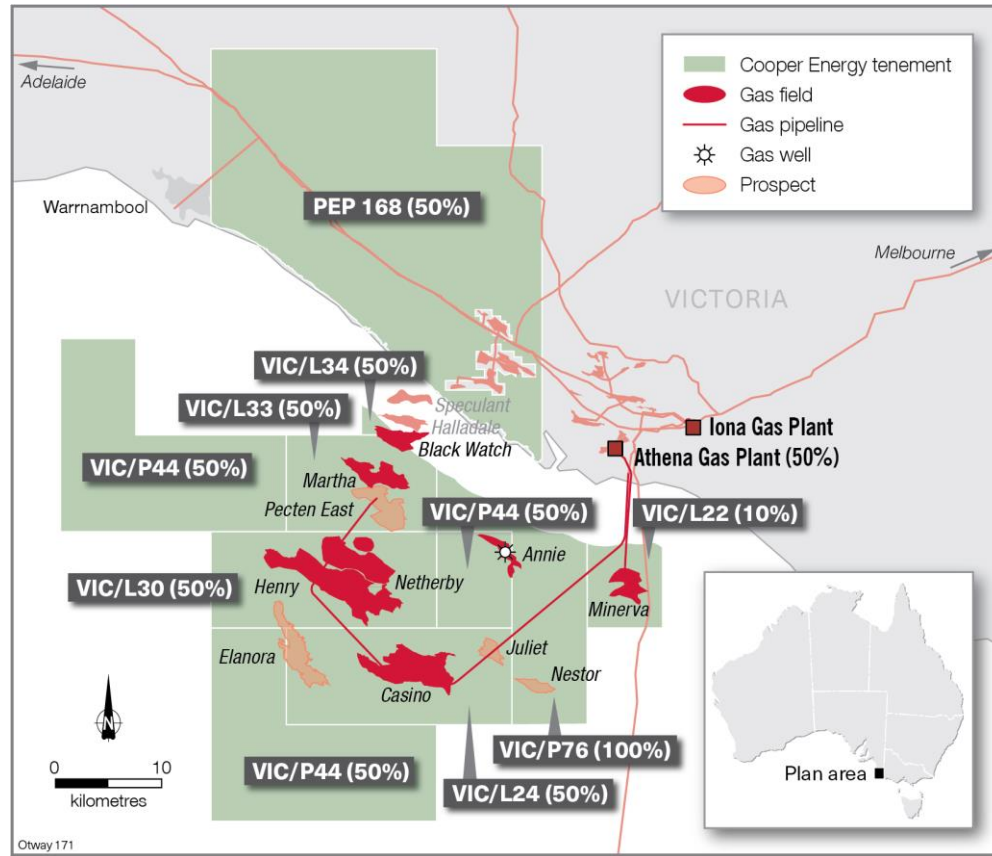 Adelaide
Warrnambool
PEP 168 (50%)
Cooper Energy tenement
Gas field
Gas pipeline
Gas well
Prospect
Melbourne
VICTORIA
VIC/L34 (50%)
VIC/L33 (50%)
VIC/P44 (50%)
Speculant
Halladale
Black Watch
Martha
Pecten East
Iona Gas Plant
Athena Gas Plant (50%)
VIC/P44 (50%)
VIC/L22 (10%)
Annie
VIC/L30 (50%)
Henry
Netherby
Minerva
Elanora
Casino
Juliet
Nestor
VIC/P76 (100%)
VIC/P44 (50%)
VIC/L24 (50%)
N
0 10
kilometres
Plan area
Otway 171